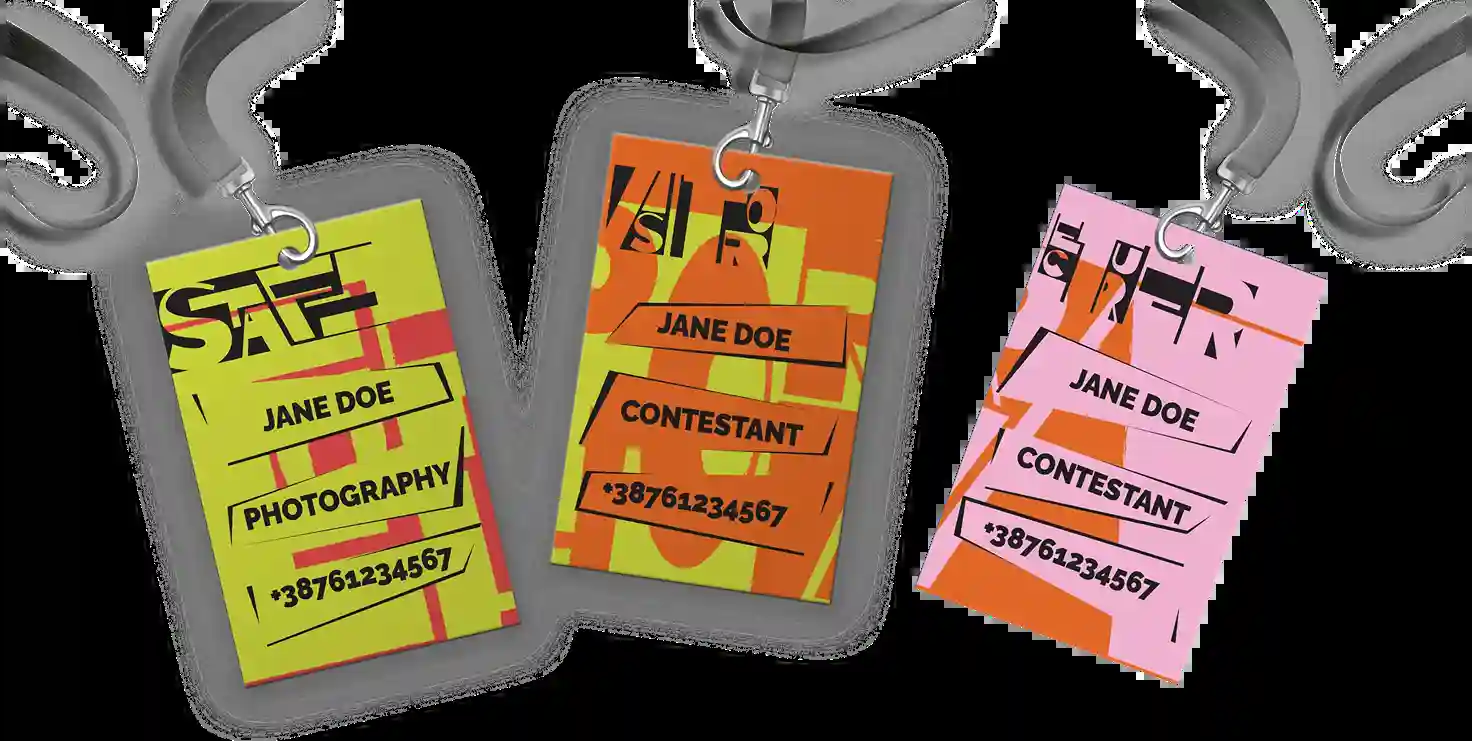 SAF
JANE DOE
PHOTOGRAPHY
+38761234567
JANE DOE
CONTESTANT
+38761234567
JANE DOE
CONTESTANT
+38761234567